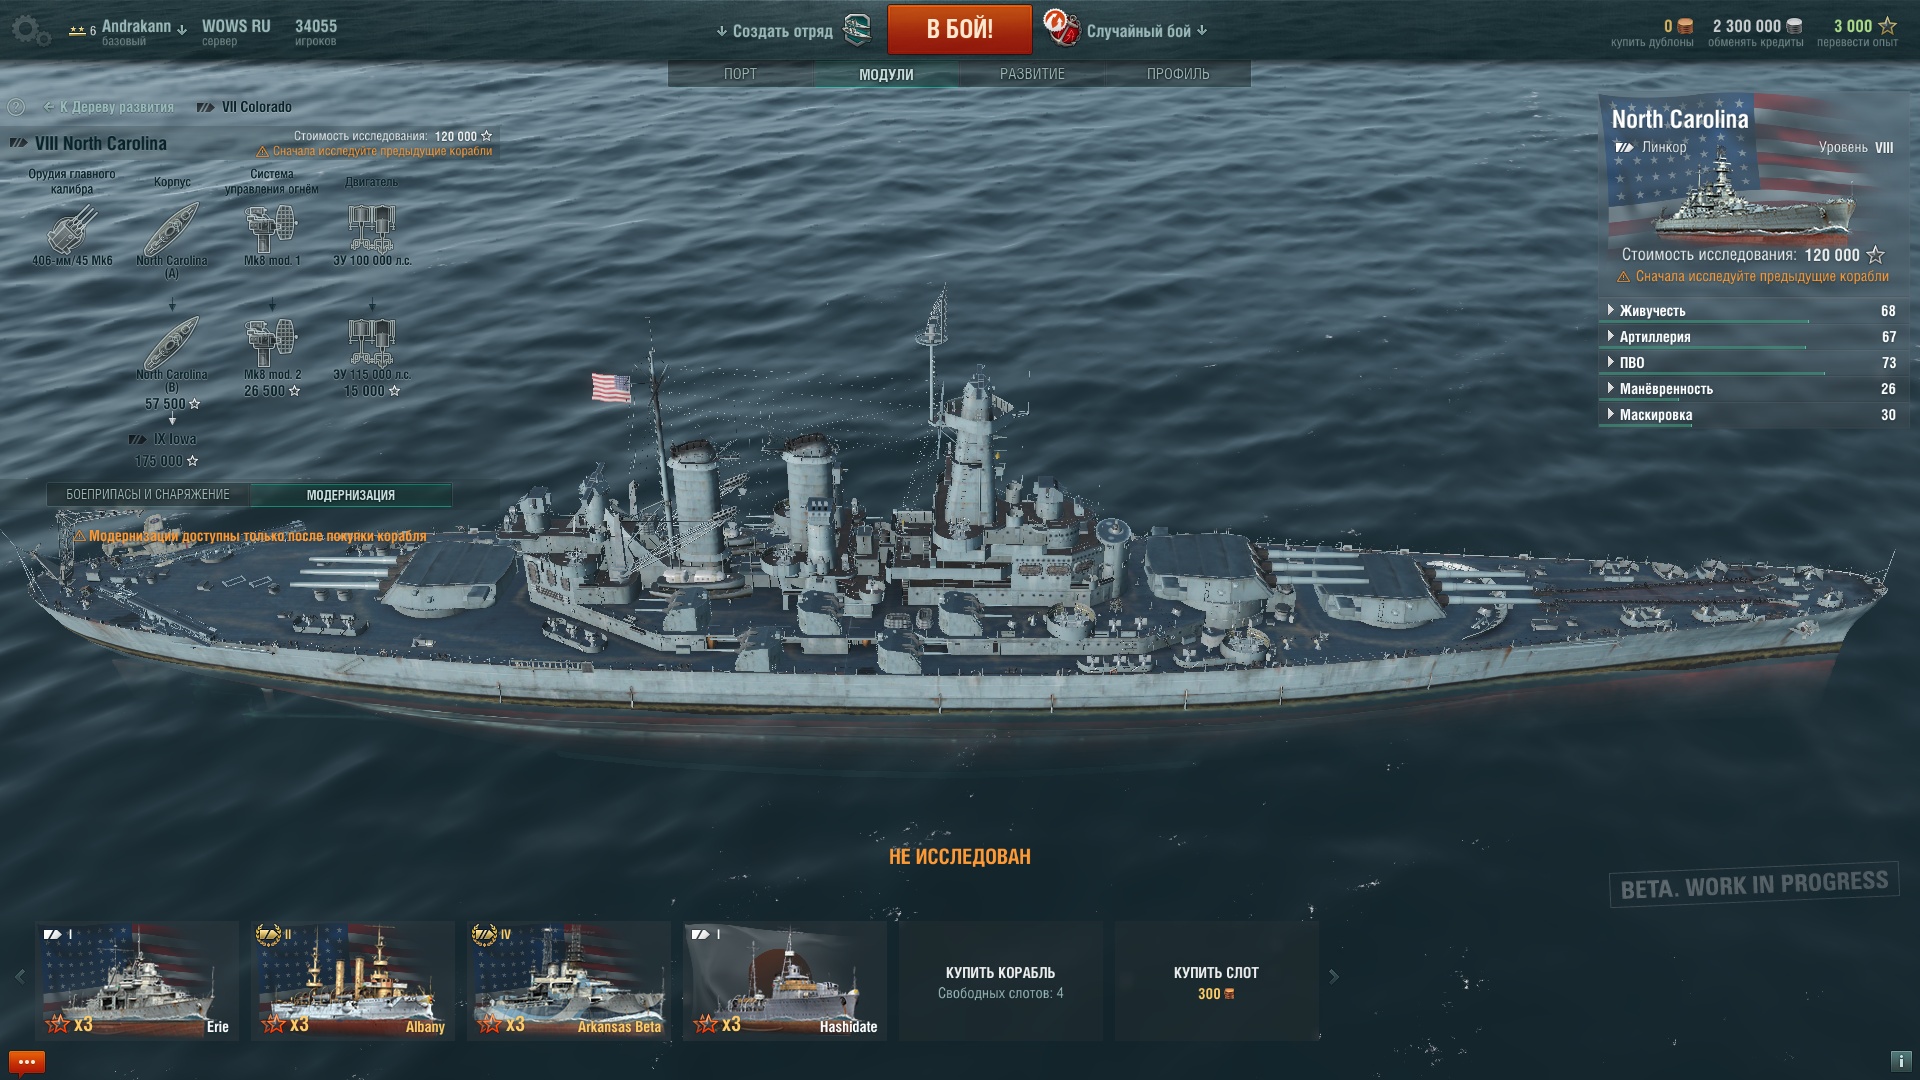 6 Andrakann
базовый
WOWS RU
сервер
34055
игроков
Создать отряд
В БОЙ!
Случайный бой
0
купить дублоны
2 300 000
обменять кредиты
3 000
перевести опыт
ПОРТ
МОДУЛИ
РАЗВИТИЕ
ПРОФИЛЬ
К Дереву развития
VII Colorado
VIII North Carolina
Стоимость исследования: 120 000
Сначала исследуйте предыдущие корабли
Орудия главного
калибра
Корпус
Система
управления огнём
Двигатель
406-мм/45 Mk6
North Carolina
(A)
Mk8 mod. 1
ЭУ 100 000 л.с.
North Carolina
(B)
57 500
Mk8 mod. 2
26 500
ЭУ 115 000 л.с.
15 000
IX Iowa
175 000
БОЕПРИПАСЫ И СНАРЯЖЕНИЕ
МОДЕРНИЗАЦИЯ
Модернизации доступны только после покупки корабля
North Carolina
Линкор
Уровень VIII
Стоимость исследования: 120 000
Сначала исследуйте предыдущие корабли
Живучесть 68
Артиллерия 67
ПВО 73
Манёвренность 26
Маскировка 30
НЕ ИССЛЕДОВАН
BETA. WORK IN PROGRESS
I
x3
Erie
II
x3
Albany
IV
x3
Arkansas Beta
I
x3
Hashidate
КУПИТЬ КОРАБЛЬ
Свободных слотов: 4
КУПИТЬ СЛОТ
300